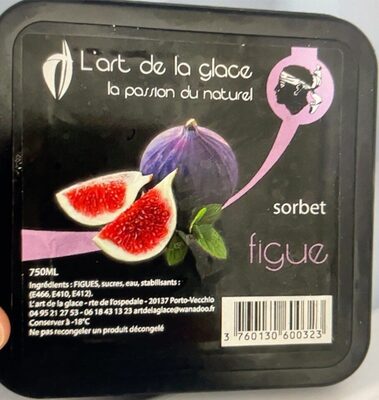 L'art de la glace
la passion du naturel
sorbet
figue
750ML
Ingrédients : FIGUES, sucres, eau, stabilisants :
(E466, E410, E412).
L'art de la glace - rte de l'ospedale - 20137 Porto-Vecchio
04 95 21 27 53 - 06 18 43 13 23 artdelaglace@wanadoo.fr
Conserver à -18°C
Ne pas recongeler un produit décongelé
3 760130 600323